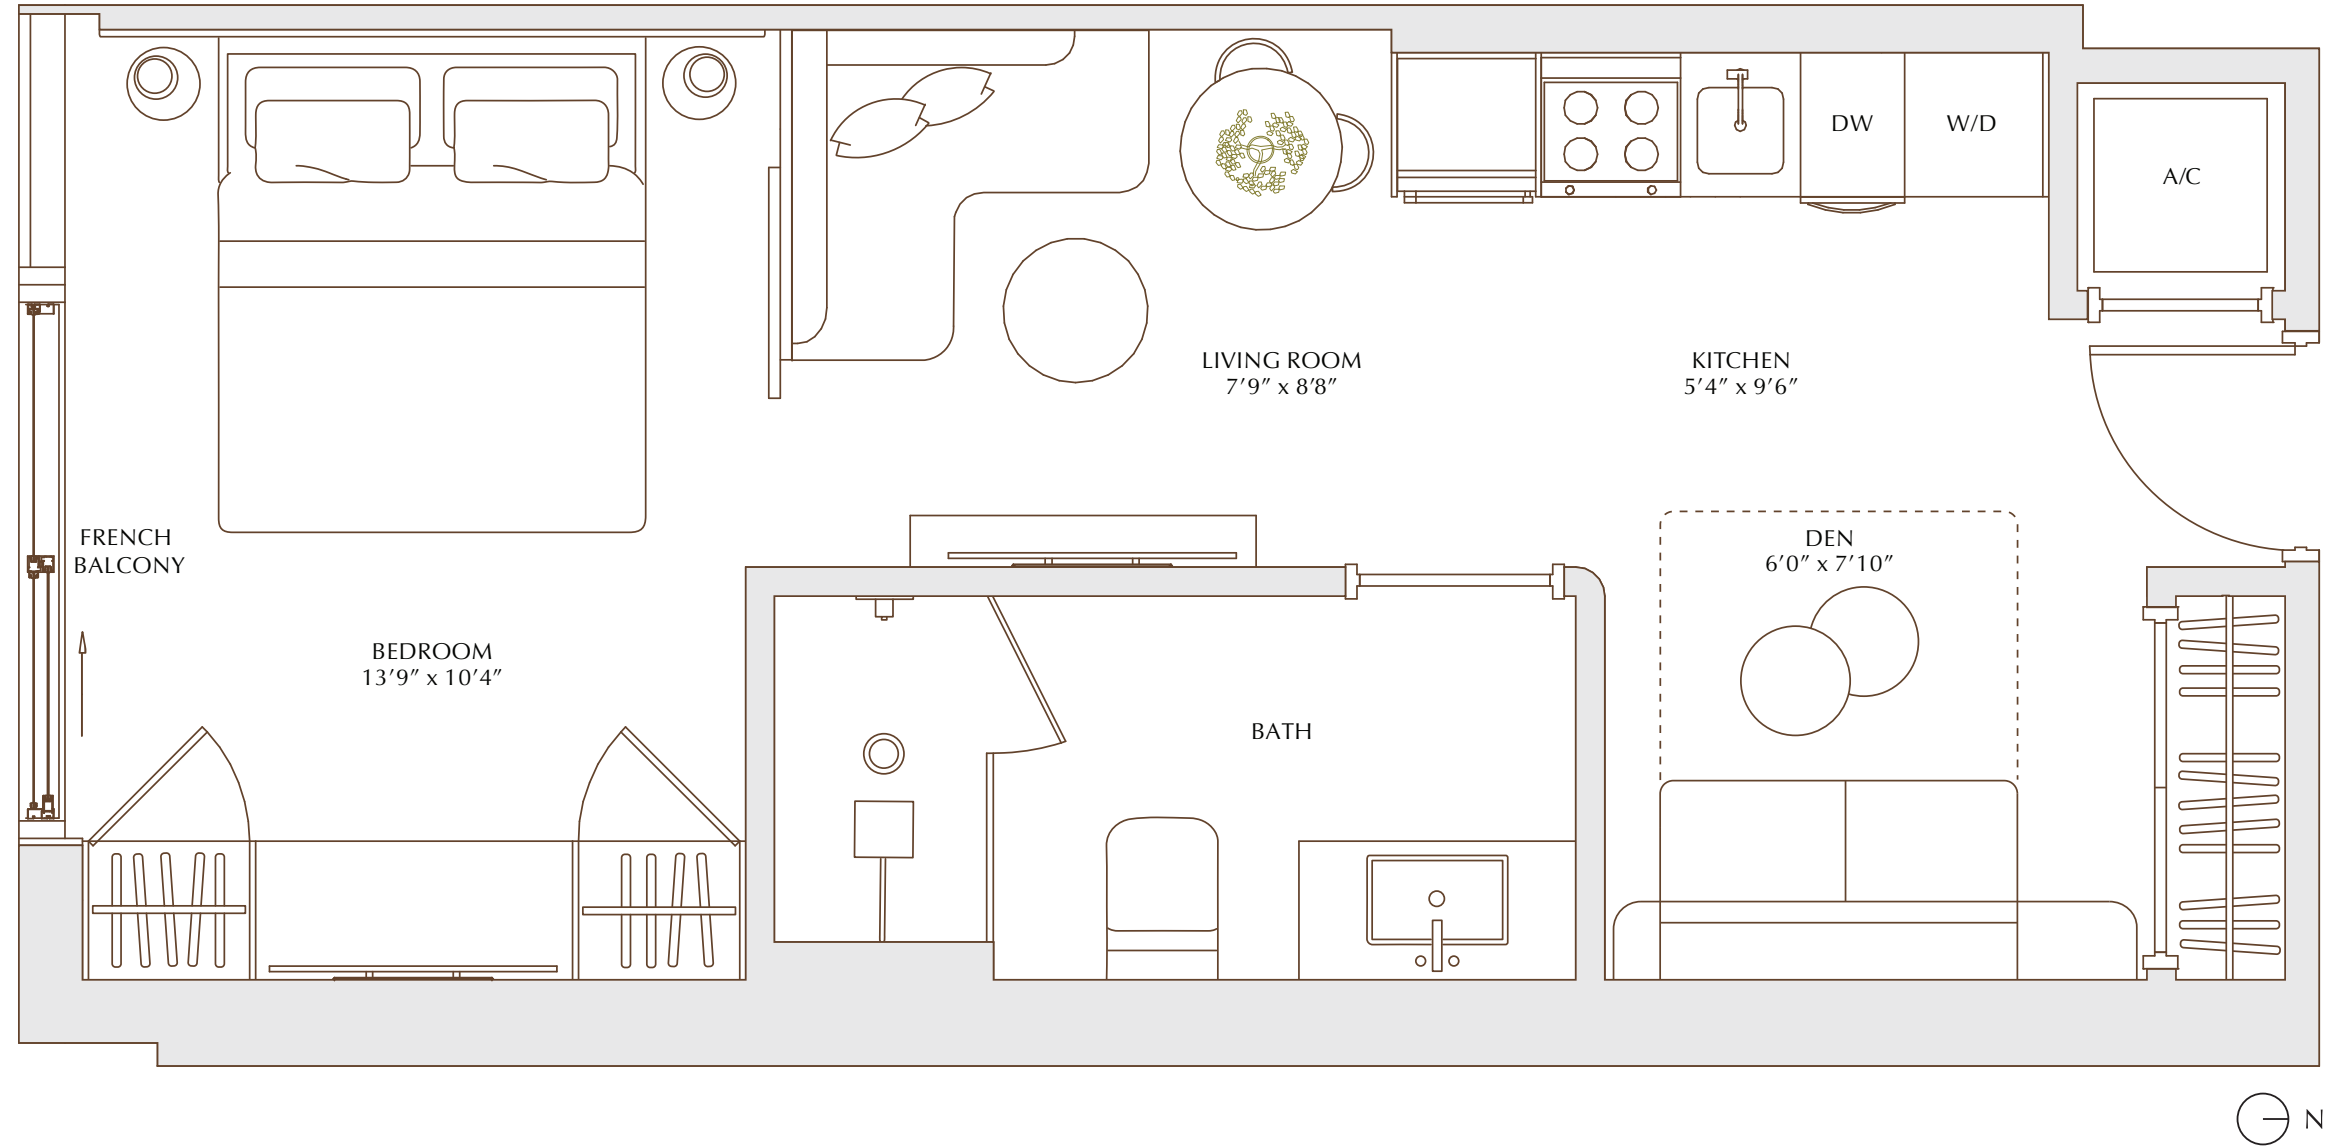 DW
W/D
A/C
LIVING ROOM
7’9” x 8’8”
KITCHEN
5’4” x 9’6”
FRENCH
BALCONY
DEN
6’0” x 7’10”
BEDROOM
13’9” x 10’4”
BATH
N